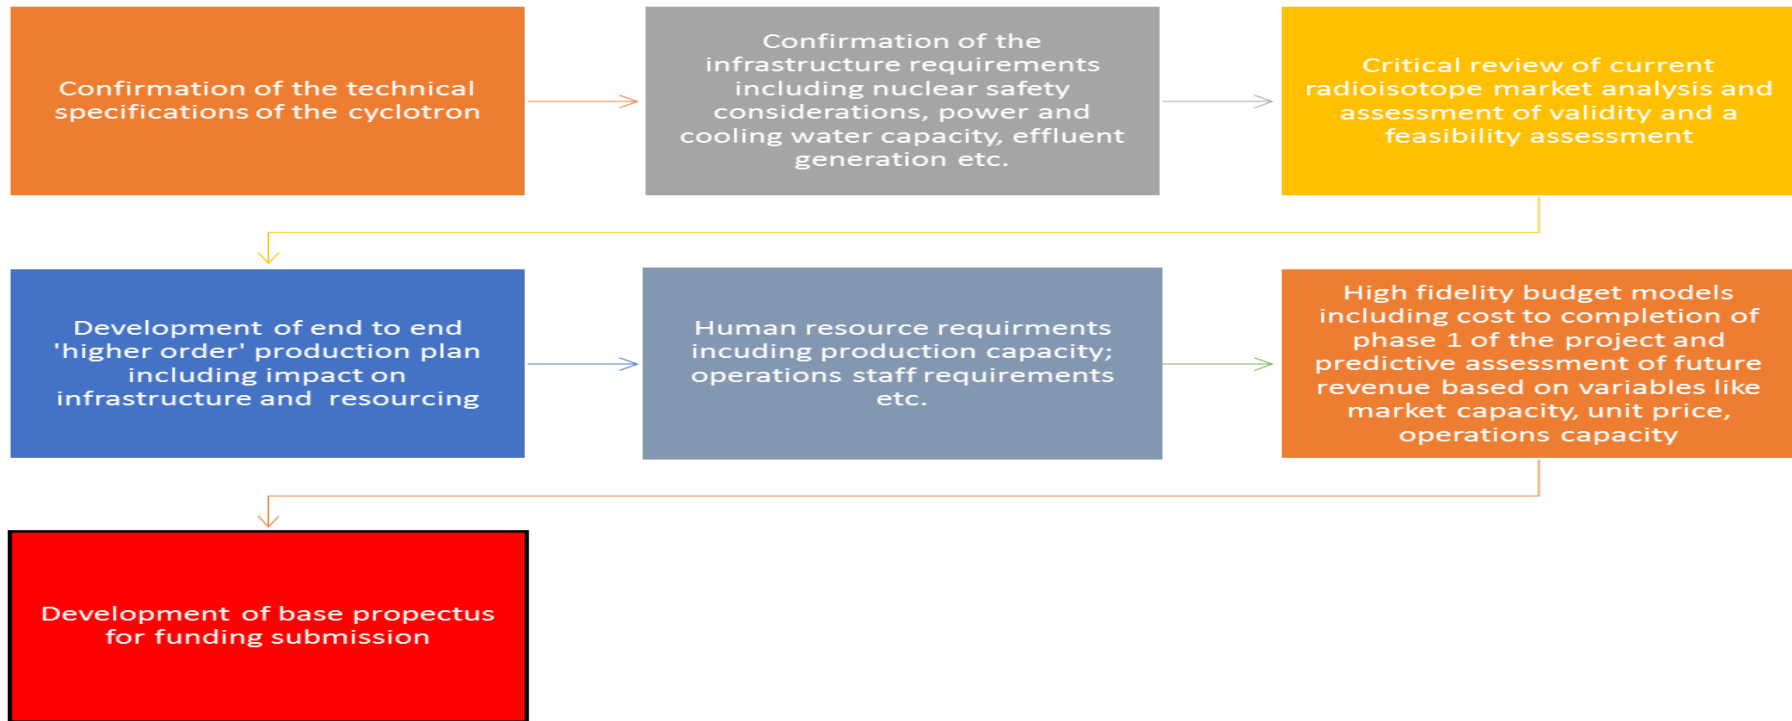 Confirmation of the technical
specifications of the cyclotron
Confirmation of the
infrastructure requirements
including nuclear safety
considerations, power and
cooling water capacity, effluent
generation etc.
Critical review of current
radioisotope market analysis and
assessment of validity and a
feasibility assessment
Development of end to end
'higher order' production plan
including impact on
infrastructure and resourcing
Human resource requirments
incuding production capacity;
operations staff requirements
etc.
High fidelity budget models
including cost to completion of
phase 1 of the project and
predictive assessment of future
revenue based on variables like
market capacity, unit price,
operations capacity
Development of base propectus
for funding submission